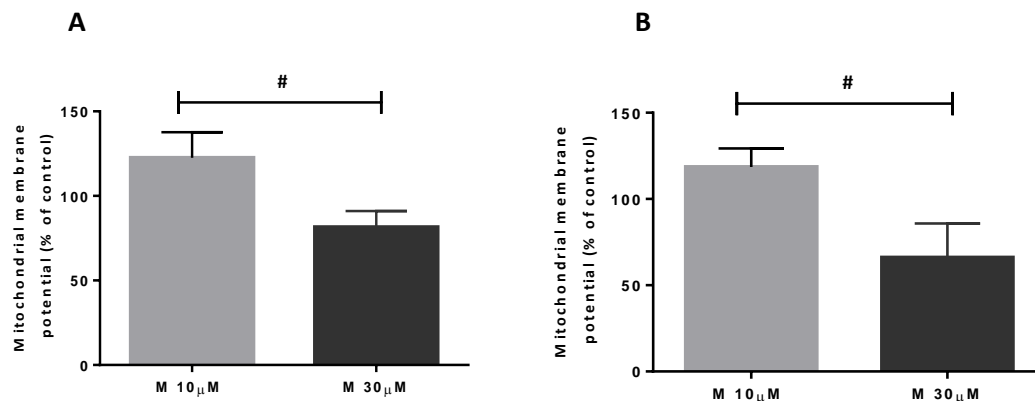 A
#
Mitochondrial membrane
potential (% of control)
150
100
50
0
M 10μM
M 30μM
B
#
Mitochondrial membrane
potential (% of control)
150
100
50
0
M 10μM
M 30μM